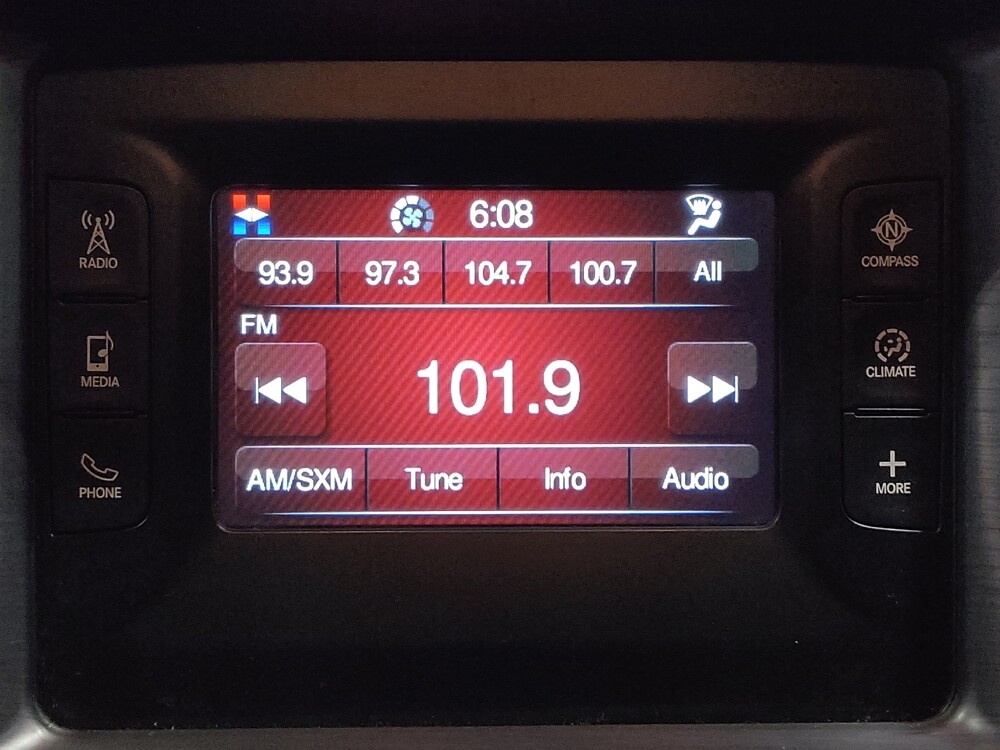 6:08
93.9 97.3 104.7 100.7 All
FM
101.9
AM/SXM Tune Info Audio
RADIO
MEDIA
PHONE
N
COMPASS
CLIMATE
MORE